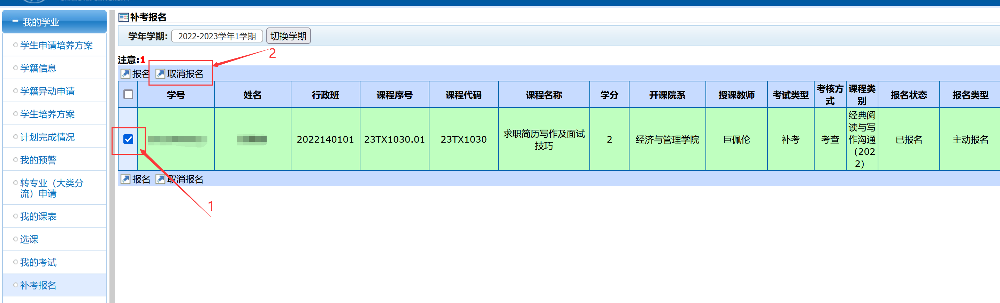 我的学业
学生申请培养方案
学籍信息
学籍异动申请
学生培养方案
计划完成情况
我的预警
转专业（大类分
流）申请
我的课表
选课
我的考试
补考报名
补考报名
学年学期: 2022-2023学年1学期 切换学期
2
注意:1
报名 取消报名
学号 姓名 行政班 课程序号 课程代码 课程名称 学分 开课院系 授课教师 考试类型 考核方式 课程类别 报名状态 报名类型
2022140101 23TX1030.01 23TX1030 求职简历写作及面试技巧 2 经济与管理学院 巨佩伦 补考 考查 经典阅读与写作沟通（2022） 已报名 主动报名
报名 取消报名
1